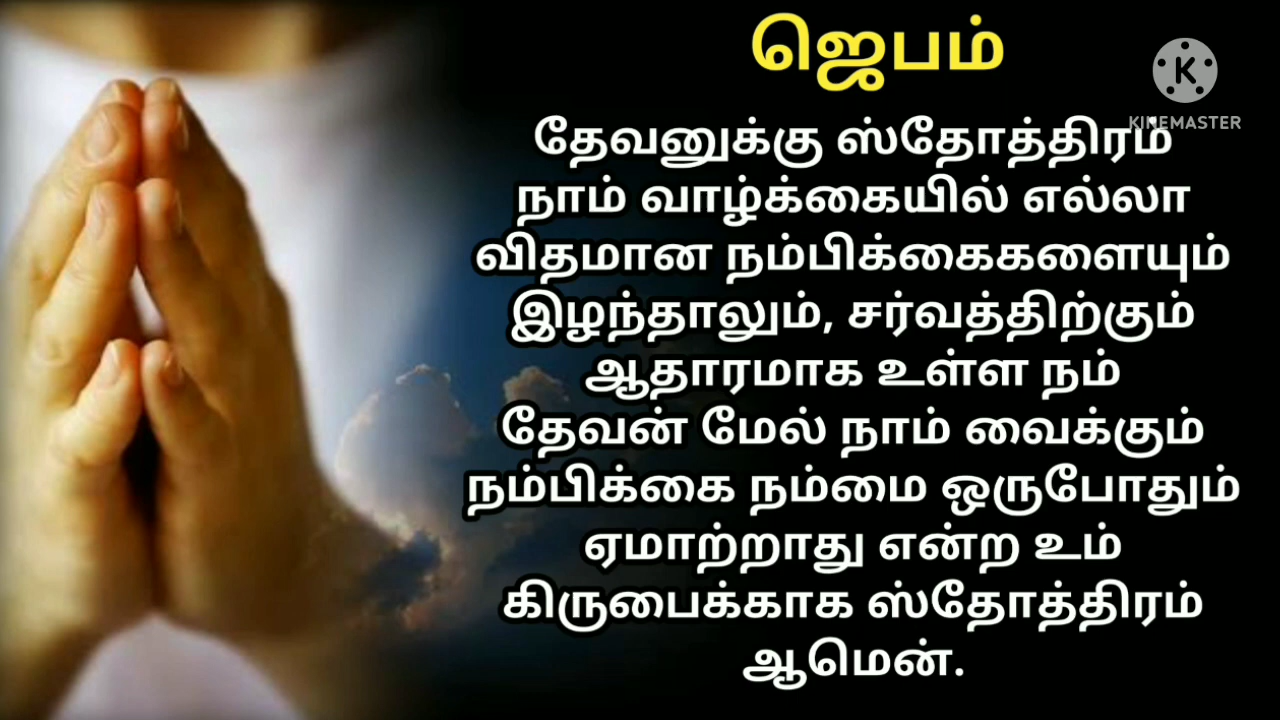 ஜெபம்
K
KINEMASTER
தேவனுக்கு ஸ்தோத்திரம்
நாம் வாழ்க்கையில் எல்லா
விதமான நம்பிக்கைகளையும்
இழந்தாலும், சர்வத்திற்கும்
ஆதாரமாக உள்ள நம்
தேவன் மேல் நாம் வைக்கும்
நம்பிக்கை நம்மை ஒருபோதும்
ஏமாற்றாது என்ற உம்
கிருபைக்காக ஸ்தோத்திரம்
ஆமென்.